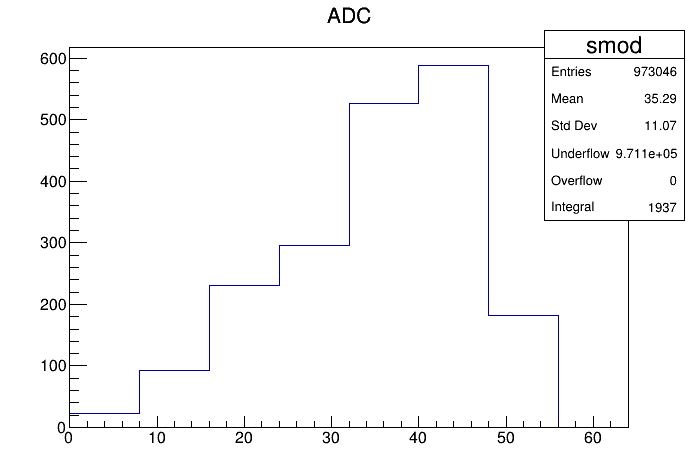 ADC
smod
Entries 973046
Mean 35.29
Std Dev 11.07
Underflow 9.711e+05
Overflow 0
Integral 1937
600
500
400
300
200
100
0
0 10 20 30 40 50 60